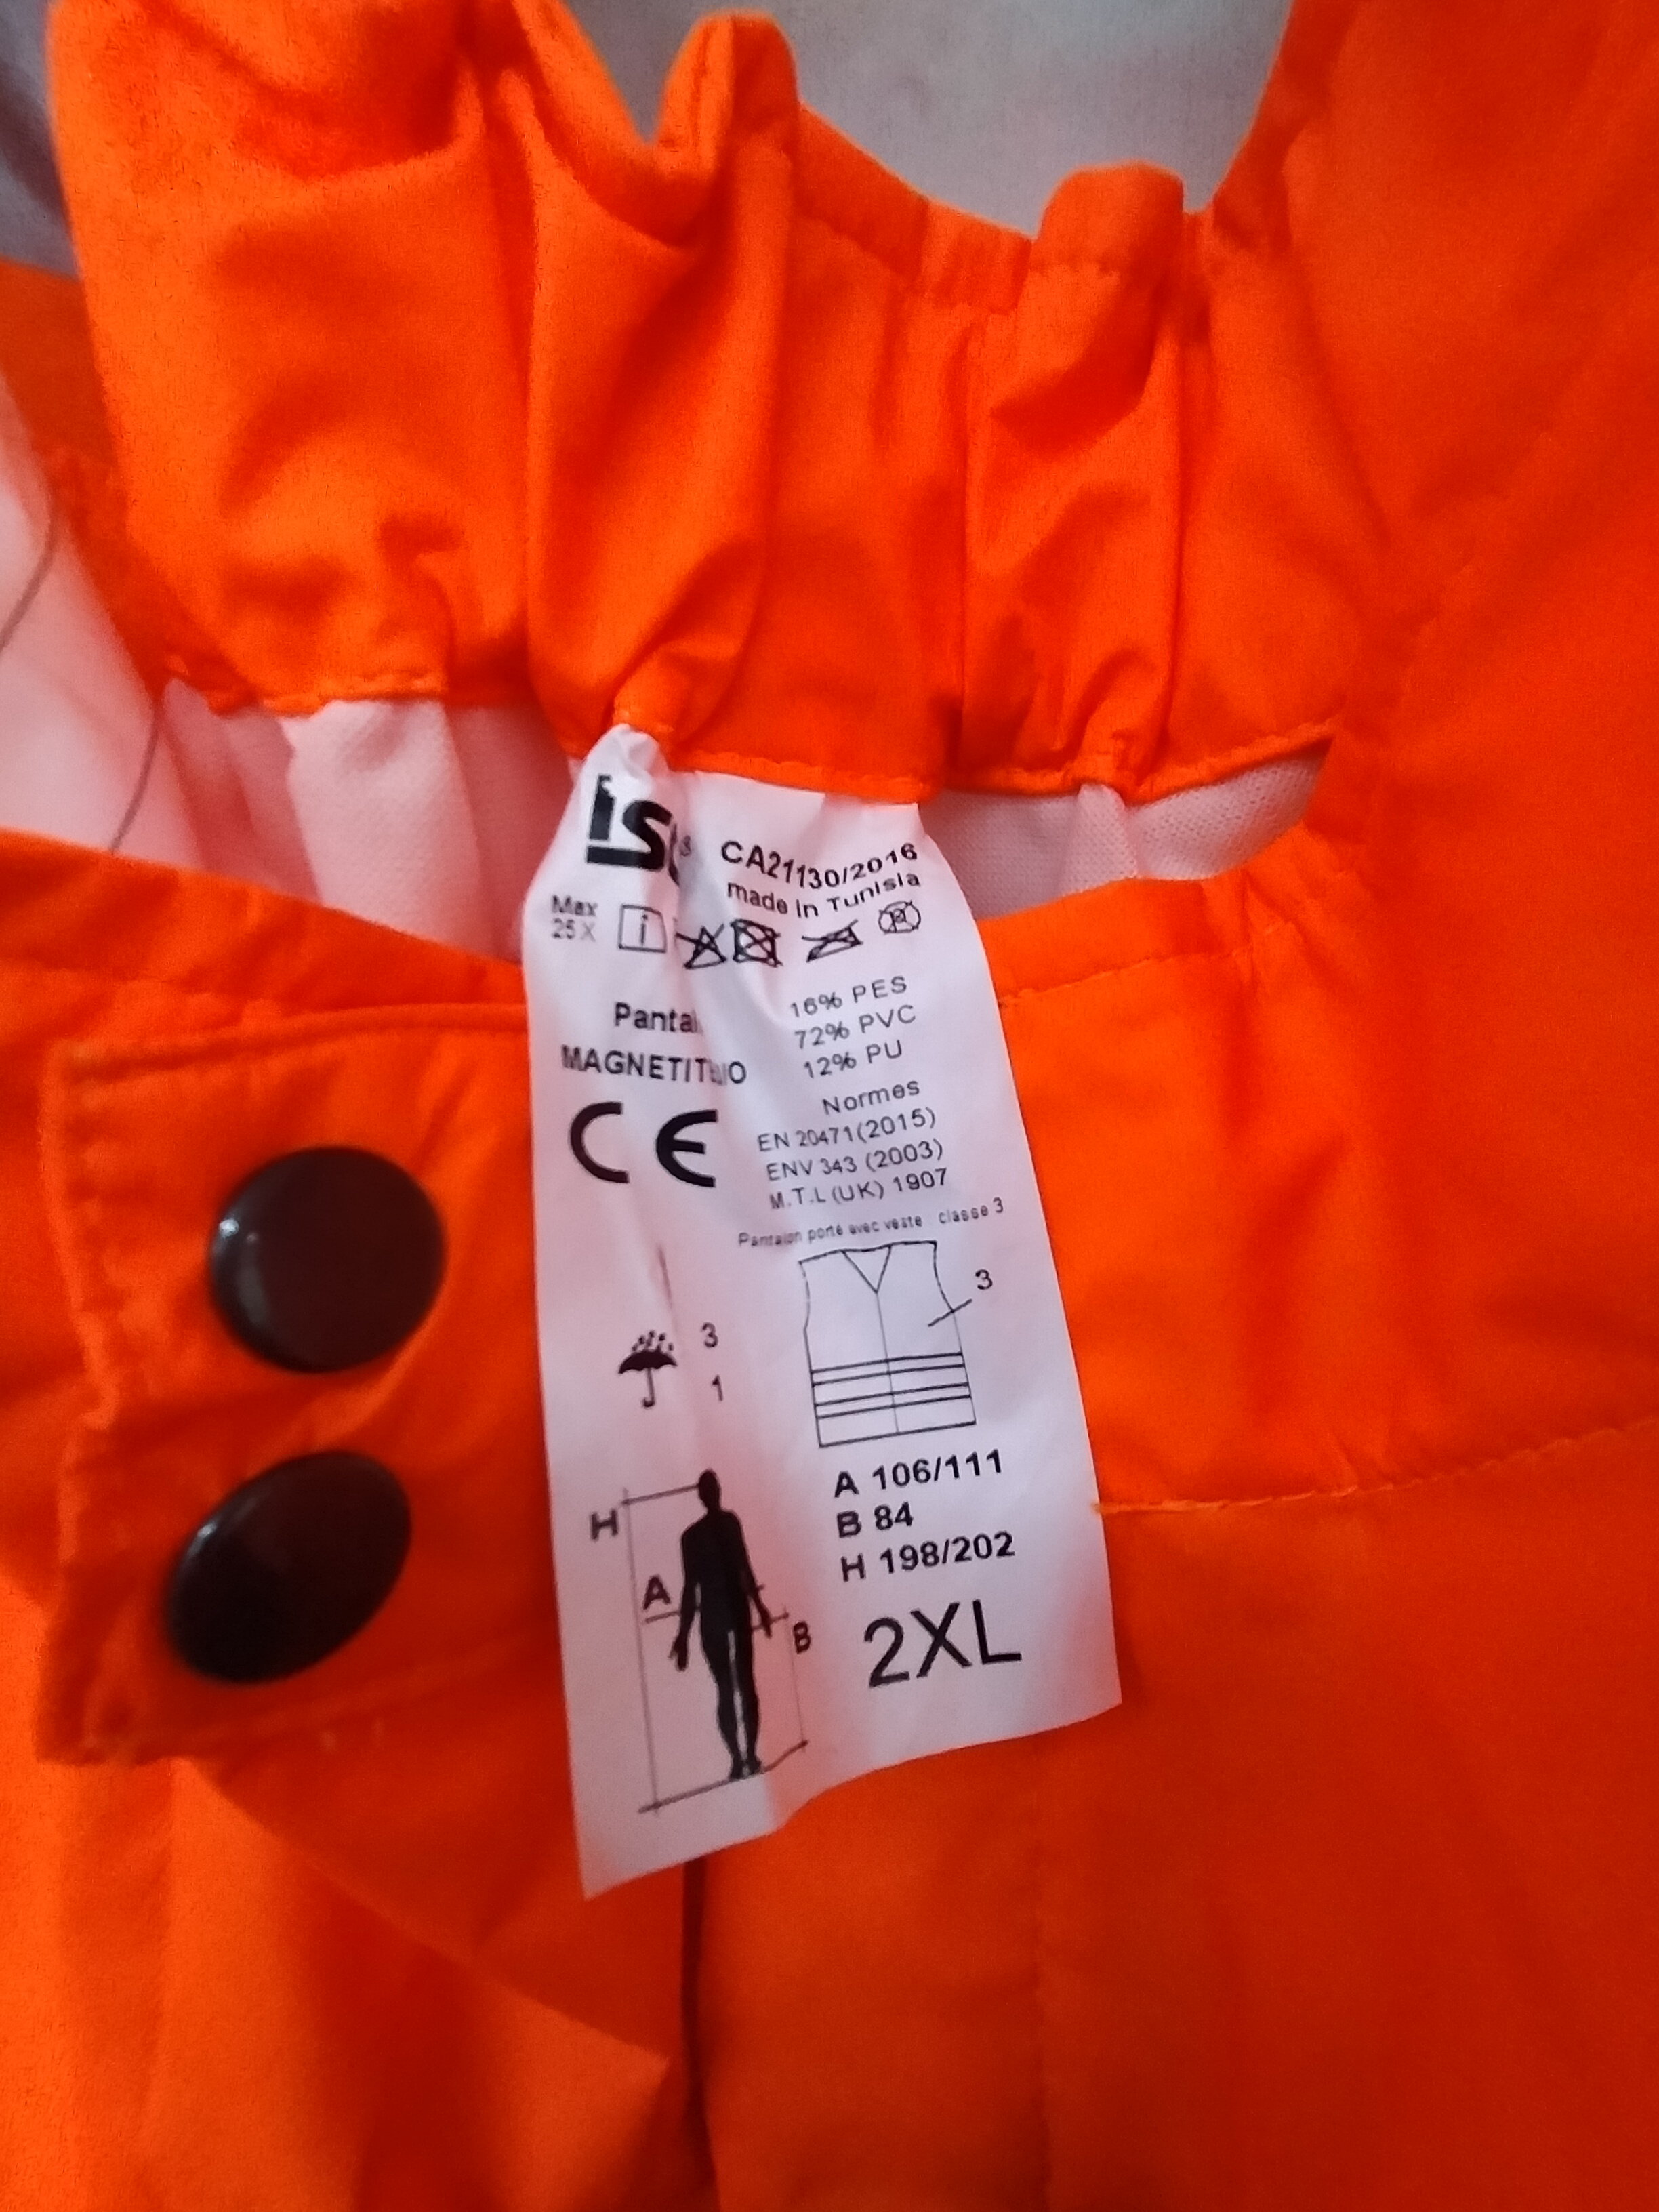 CA21130/2016
made in Tunisia
Max
25 X
i
16% PES
72% PVC
12% PU
CE
Normes
EN 20471(2015)
ENV 343 (2003)
M.T.L (UK) 1907
Pantalon porté avec veste : classe 3
3
3
1
A 106/111
B 84
H 198/202
H
A
B
2XL